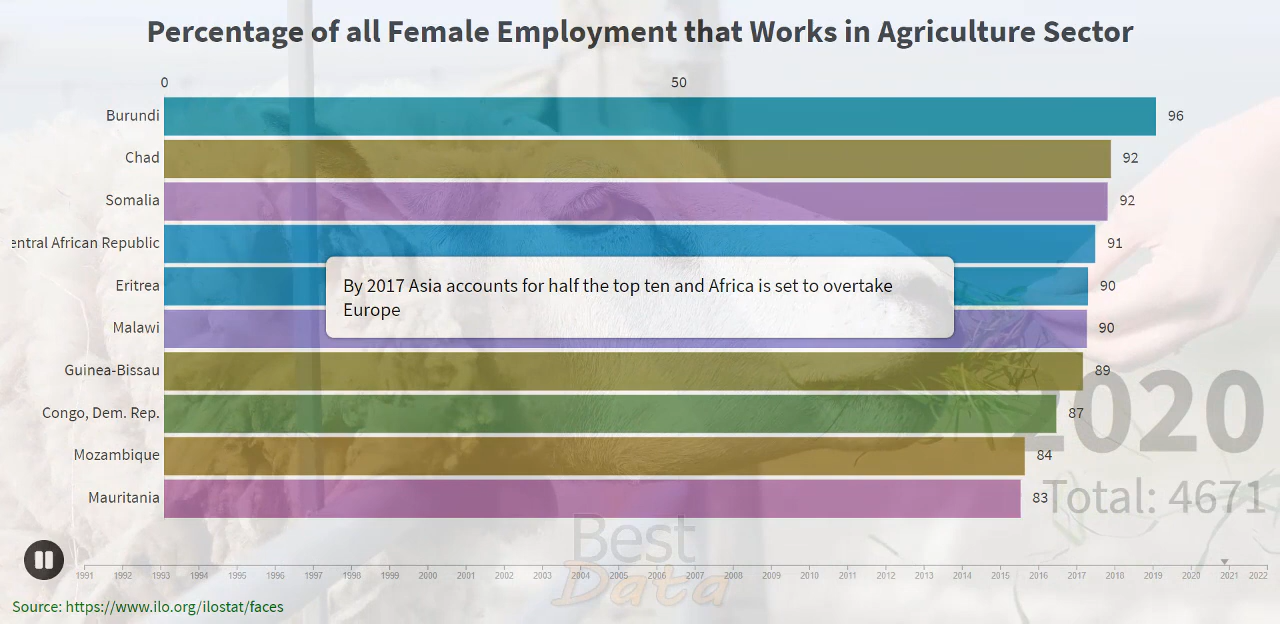 Percentage of all Female Employment that Works in Agriculture Sector
0 50
Burundi 96
Chad 92
Somalia 92
entral African Republic 91
Eritrea 90
By 2017 Asia accounts for half the top ten and Africa is set to overtake
Europe
Malawi 90
Guinea-Bissau 89
Congo, Dem. Rep. 87
2020
Mozambique 84
Mauritania 83
Total: 4671
Best
Data
1991 1992 1993 1994 1995 1996 1997 1998 1999 2000 2001 2002 2003 2004 2005 2006 2007 2008 2009 2010 2011 2012 2013 2014 2015 2016 2017 2018 2019 2020 2021 2022
Source: https://www.ilo.org/ilostat/faces